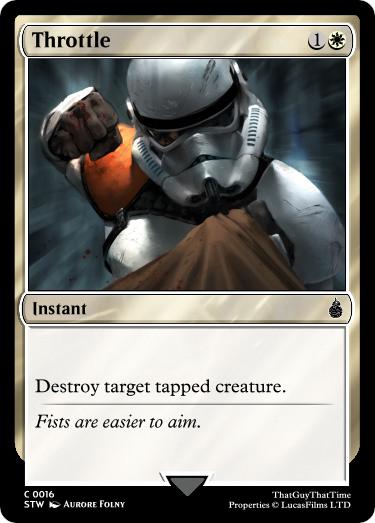 Throttle 1
Instant
Destroy target tapped creature.
Fists are easier to aim.
C 0016
STW AURORE FOLNY
ThatGuyThatTime
Properties © LucasFilms LTD